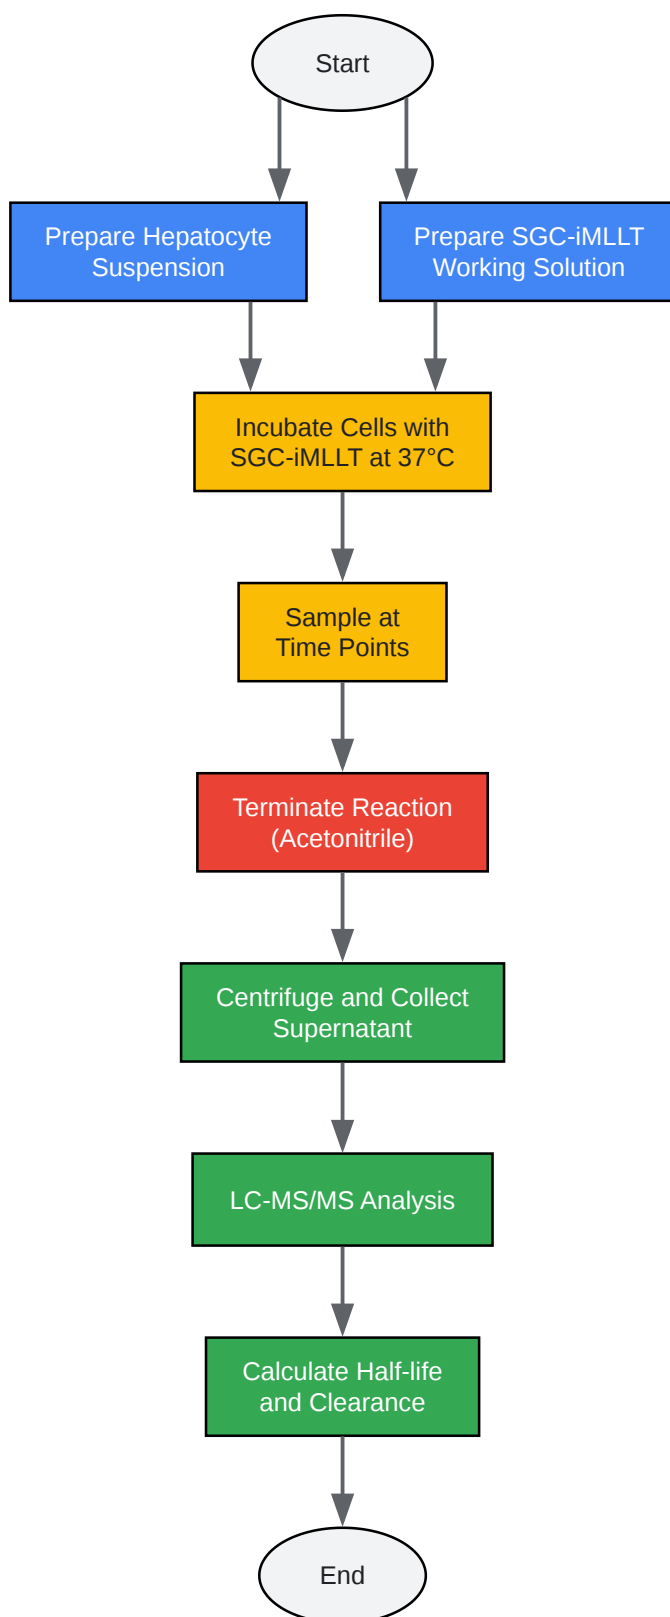 Start
Prepare Hepatocyte
Suspension
Prepare SGC-iMLLT
Working Solution
Incubate Cells with
SGC-iMLLT at 37°C
Sample at
Time Points
Terminate Reaction
(Acetonitrile)
Centrifuge and Collect
Supernatant
LC-MS/MS Analysis
Calculate Half-life
and Clearance
End